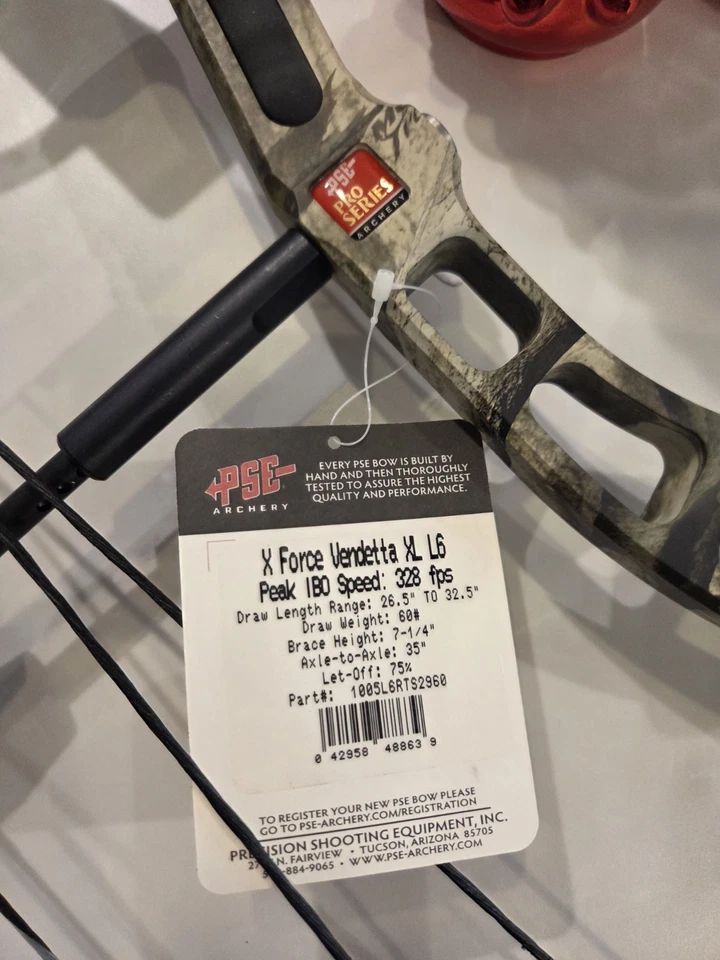 PSE
PRO
SERIES
ARCHERY
PSE
ARCHERY
EVERY PSE BOW IS BUILT BY
HAND AND THEN THOROUGHLY
TESTED TO ASSURE THE HIGHEST
QUALITY AND PERFORMANCE.
X Force Vendetta XL L6
Peak IBO Speed: 328 fps
Draw Length Range: 26.5" TO 32.5"
Draw Weight: 60#
Brace Height: 7-1/4"
Axle-to-Axle: 35"
Let-Off: 75%
Part#: 1005L6RTS2960
0 42958 48863 9
TO REGISTER YOUR NEW PSE BOW PLEASE
GO TO PSE-ARCHERY.COM/REGISTRATION
PRECISION SHOOTING EQUIPMENT, INC.
N. FAIRVIEW • TUCSON, ARIZONA 85705
-884-9065 • WWW.PSE-ARCHERY.COM